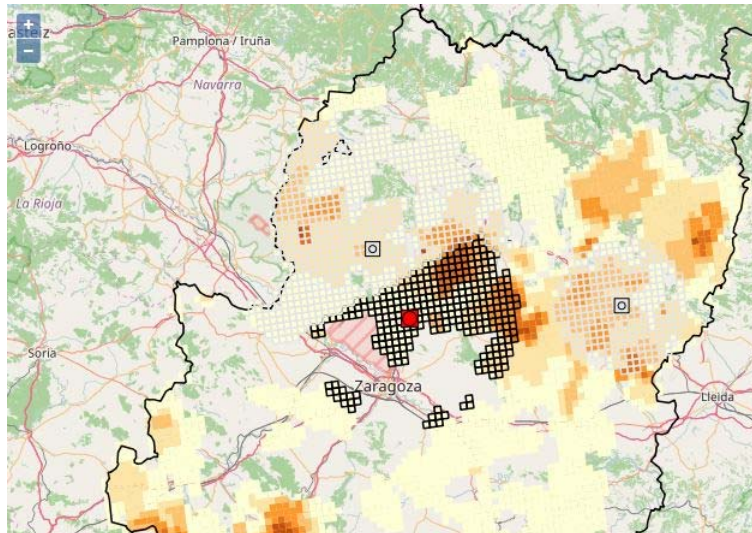 +
asteiz
−
Pamplona / Iruña
Navarra
Logroño
La Rioja
Soria
Zaragoza
Lleida